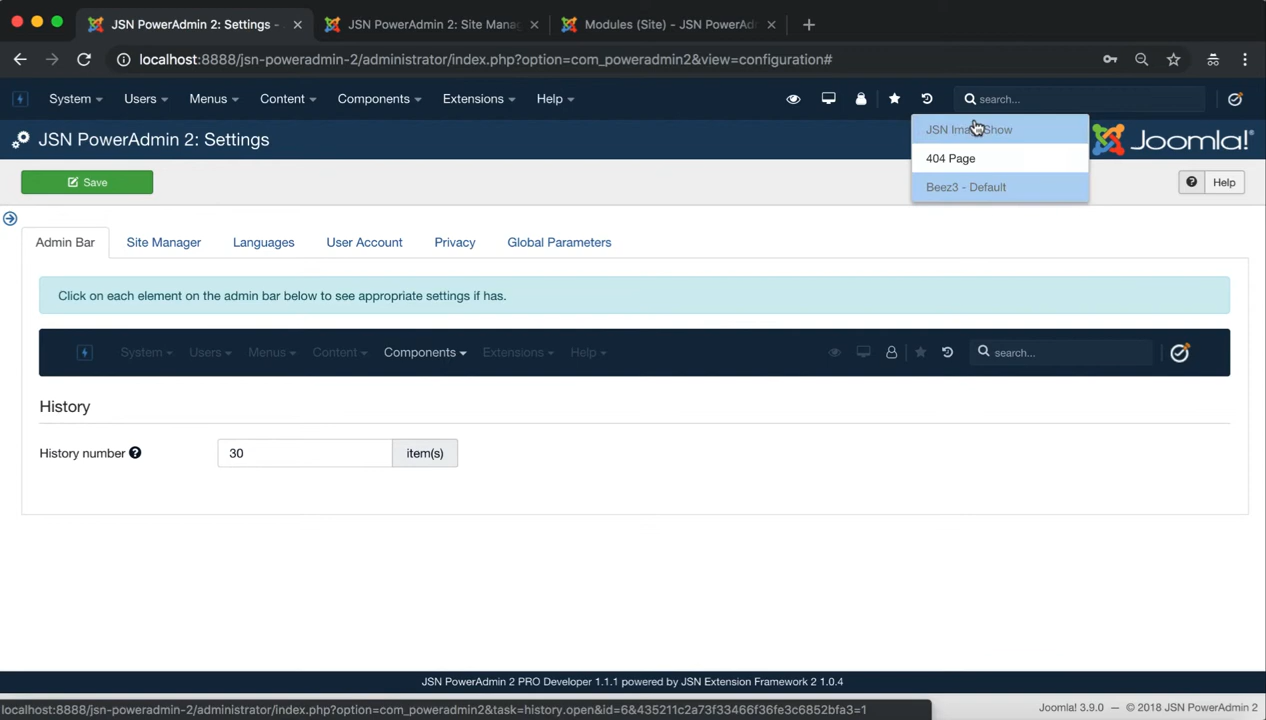 JSN PowerAdmin 2: Settings -
JSN PowerAdmin 2: Site Manag
Modules (Site) - JSN PowerAd
localhost:8888/jsn-poweradmin-2/administrator/index.php?option=com_poweradmin2&view=configuration#
System Users Menus Content Components Extensions Help search...
JSN PowerAdmin 2: Settings
Joomla!®
JSN ImageShow
404 Page
Beez3 - Default
Save
Help
Admin Bar Site Manager Languages User Account Privacy Global Parameters
Click on each element on the admin bar below to see appropriate settings if has.
System Users Menus Content Components Extensions Help search...
History
History number 30 item(s)
JSN PowerAdmin 2 PRO Developer 1.1.1 powered by JSN Extension Framework 2 1.0.4
localhost:8888/jsn-poweradmin-2/administrator/index.php?option=com_poweradmin2&task=history.open&id=6&435211c2a73f33466f36fe3c6852bfa3=1
Joomla! 3.9.0 — © 2018 JSN PowerAdmin 2